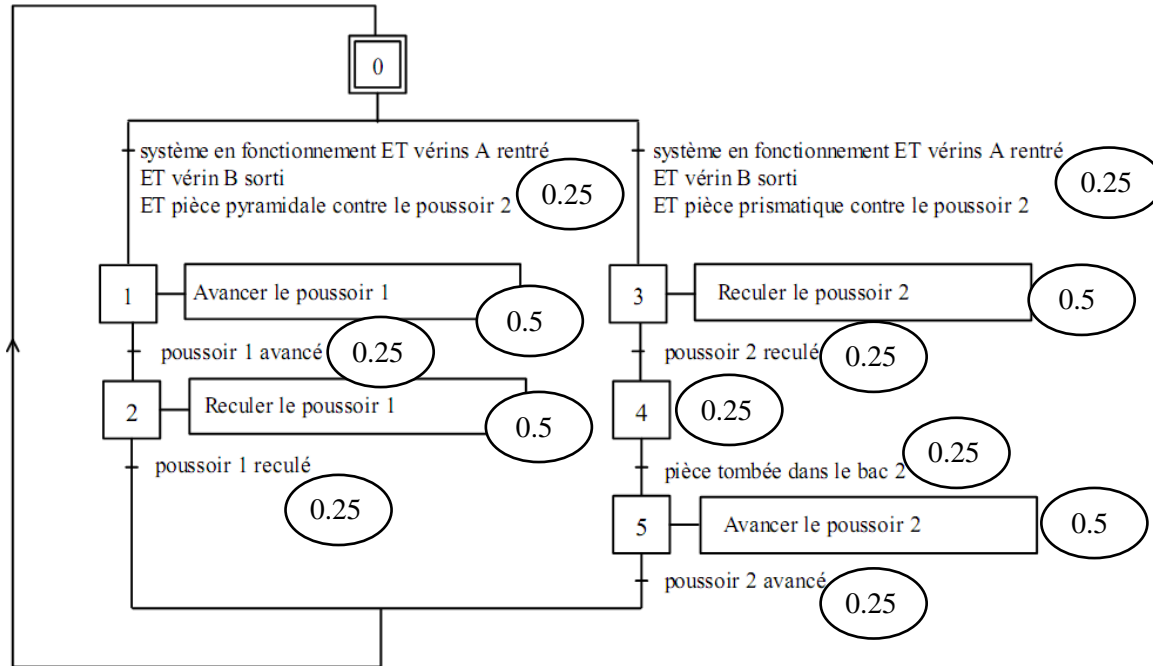 0
système en fonctionnement ET vérins A rentré
ET vérin B sorti
ET pièce pyramidale contre le poussoir 2
0.25
système en fonctionnement ET vérins A rentré
ET vérin B sorti
ET pièce prismatique contre le poussoir 2
0.25
1
Avancer le poussoir 1
0.5
poussoir 1 avancé
0.25
2
Reculer le poussoir 1
0.5
poussoir 1 reculé
0.25
3
Reculer le poussoir 2
0.5
poussoir 2 reculé
0.25
4
0.25
pièce tombée dans le bac 2
0.25
5
Avancer le poussoir 2
0.5
poussoir 2 avancé
0.25